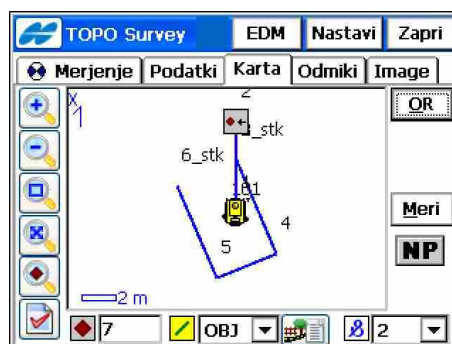 TOPO Survey EDM Nastavi Zapri
Merjenje Podatki Karta Odmiki Image
X
2
OR
_stk
6_stk
4
5
Meri
NP
2 m
7 OBJ 2